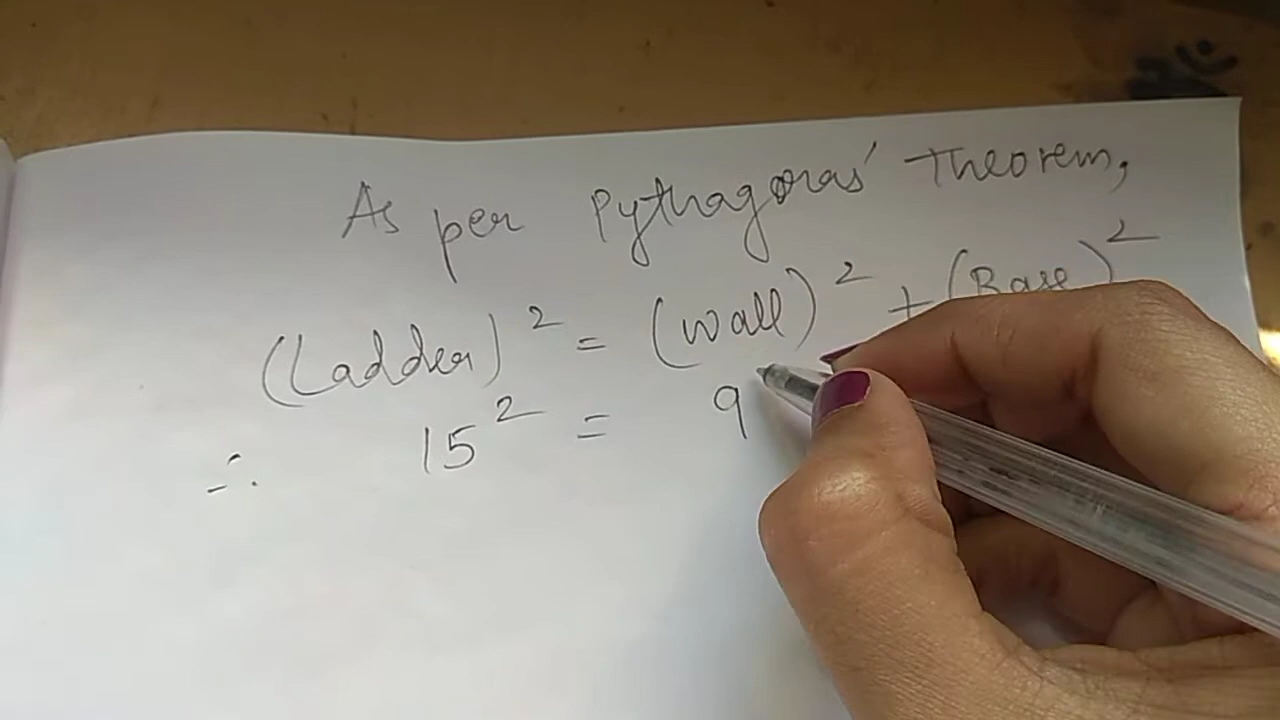 As per Pythagoras' Theorem,
(Ladder)² = (Wall)² + (Base)²
∴ 15² = 9